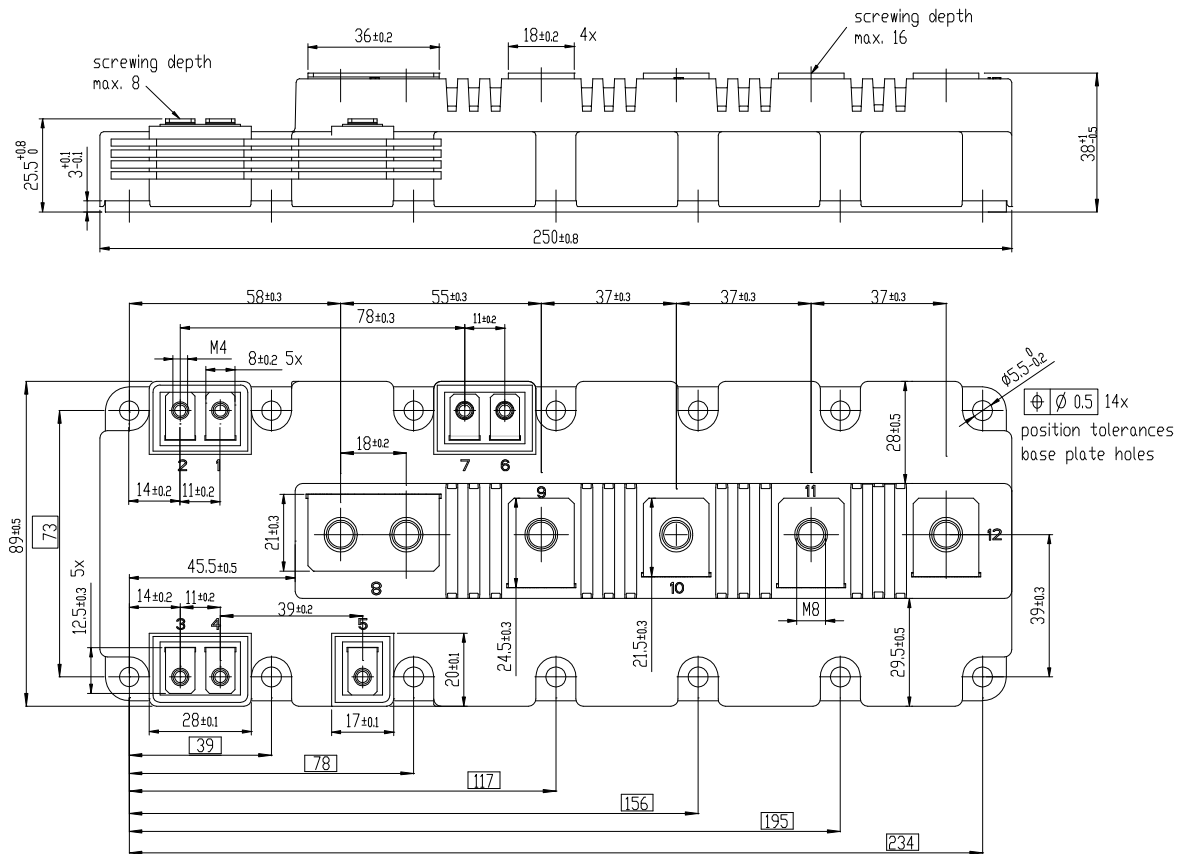 screwing depth
max. 16
36±0.2
18±0.2 4x
screwing depth
max. 8
25.5 +0.8 0
3 +0.1 -0.1
38 +1 -0.5
250±0.8
58±0.3
55±0.3
37±0.3
37±0.3
37±0.3
78±0.3
11±0.2
M4
8±0.2 5x
Ø5.5 0 -0.2
⌖ Ø 0.5 14x
position tolerances
base plate holes
28±0.5
18±0.2
2 1
7 6
14±0.2
11±0.2
89±0.5
73
21±0.3
9
11
12
45.5±0.5
8
10
M8
14±0.2
11±0.2
39±0.2
12.5±0.3 5x
3 4
5
24.5±0.3
21.5±0.3
39±0.3
29.5±0.5
20±0.1
28±0.1
17±0.1
39
78
117
156
195
234